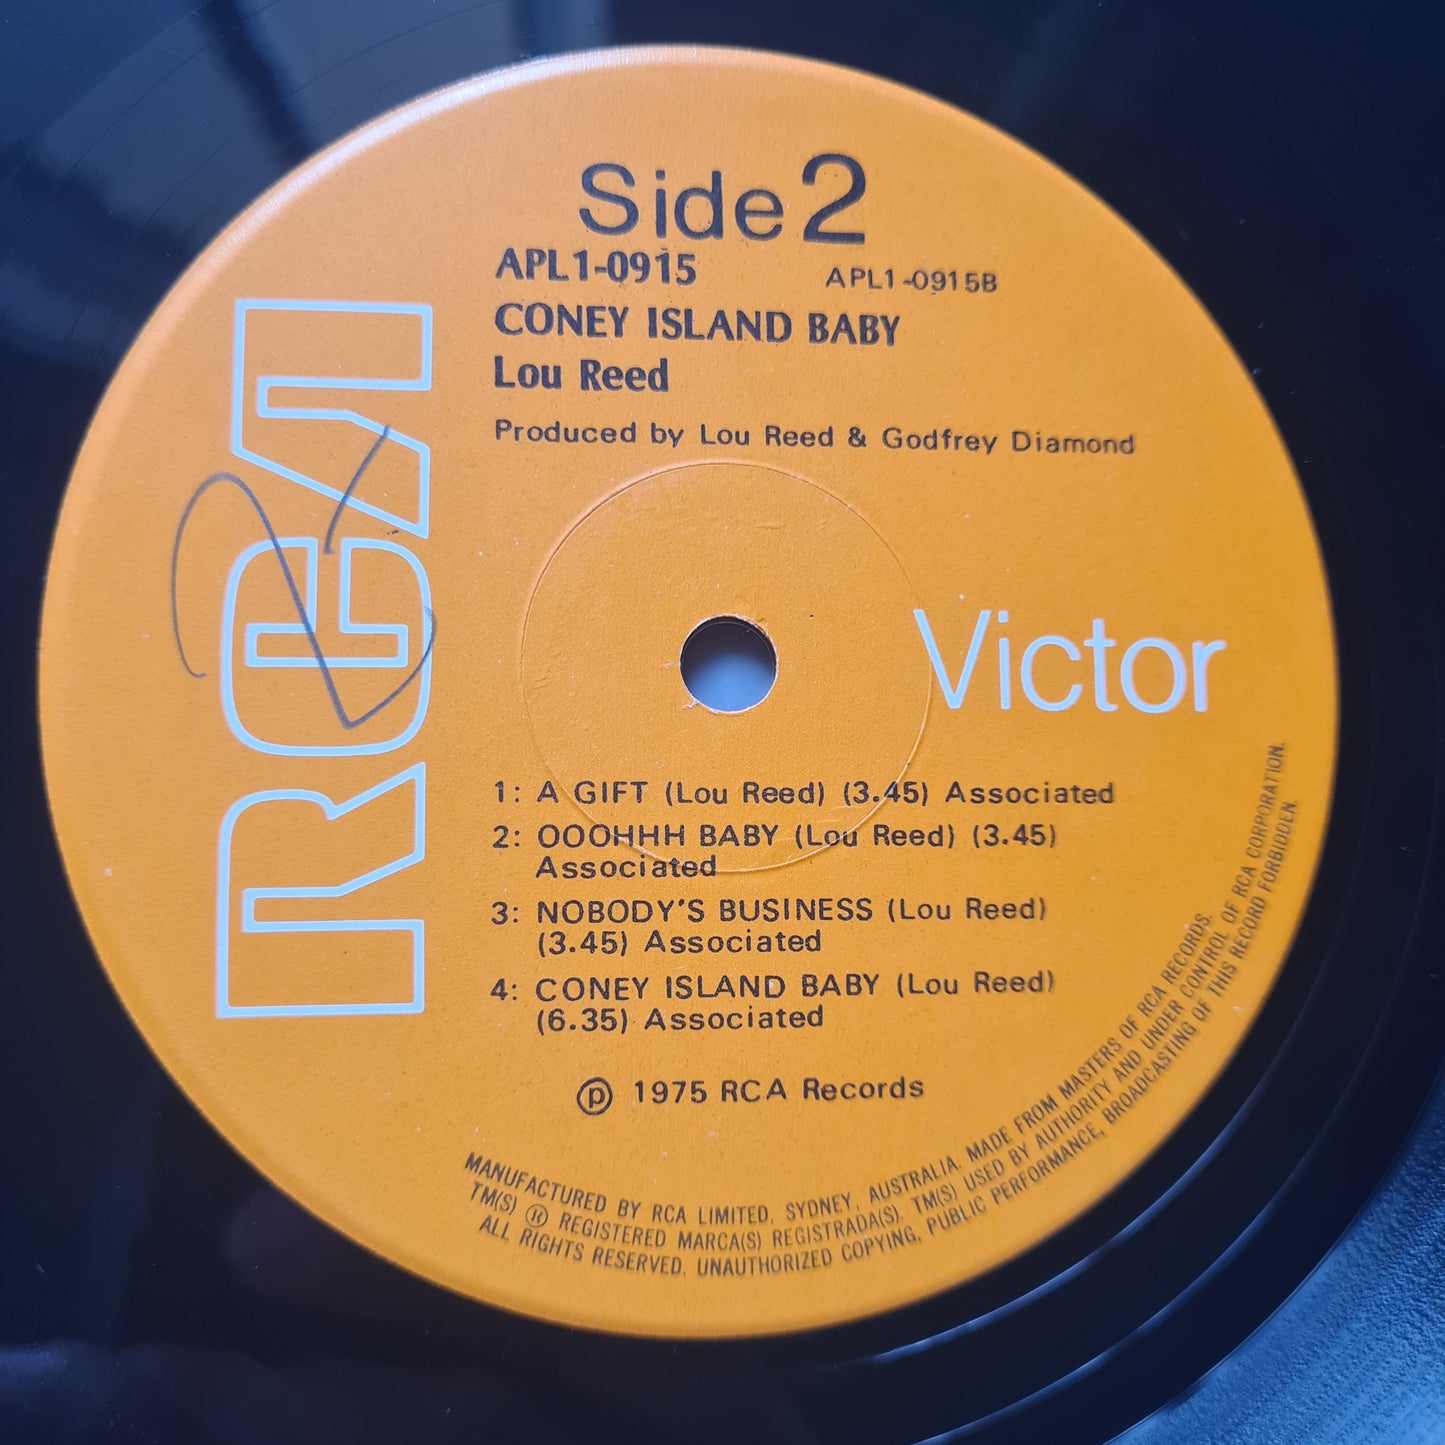 Side 2
APL1-0915 APL1-0915B
CONEY ISLAND BABY
Lou Reed
Produced by Lou Reed & Godfrey Diamond
RCA
Victor
1: A GIFT (Lou Reed) (3.45) Associated
2: OOOHHH BABY (Lou Reed) (3.45)
Associated
3: NOBODY'S BUSINESS (Lou Reed)
(3.45) Associated
4: CONEY ISLAND BABY (Lou Reed)
(6.35) Associated
℗ 1975 RCA Records
MANUFACTURED BY RCA LIMITED, SYDNEY, AUSTRALIA. MADE FROM MASTERS OF RCA RECORDS.
TM(S) ® REGISTERED MARCA(S) REGISTRADA(S). TM(S) USED BY AUTHORITY AND UNDER CONTROL OF RCA CORPORATION.
ALL RIGHTS RESERVED. UNAUTHORIZED COPYING, PUBLIC PERFORMANCE, BROADCASTING OF THIS RECORD FORBIDDEN.